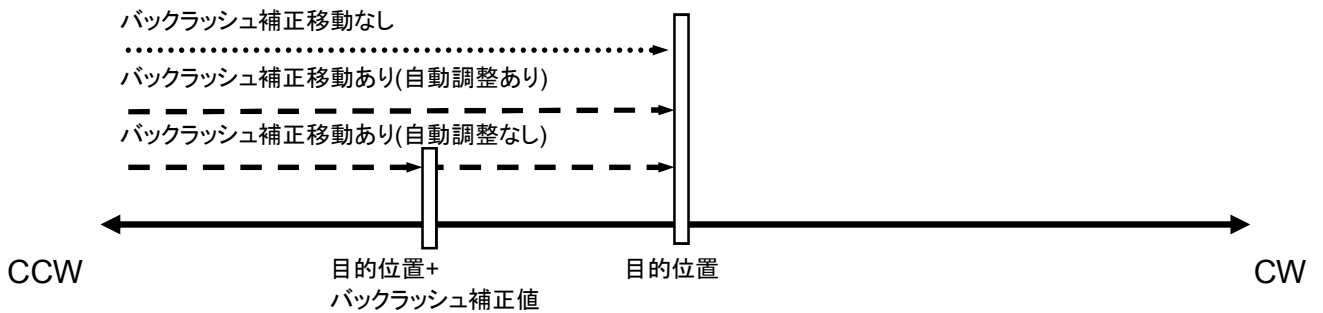 バックラッシュ補正移動なし
バックラッシュ補正移動あり(自動調整あり)
バックラッシュ補正移動あり(自動調整なし)
CCW
目的位置+
バックラッシュ補正値
目的位置
CW